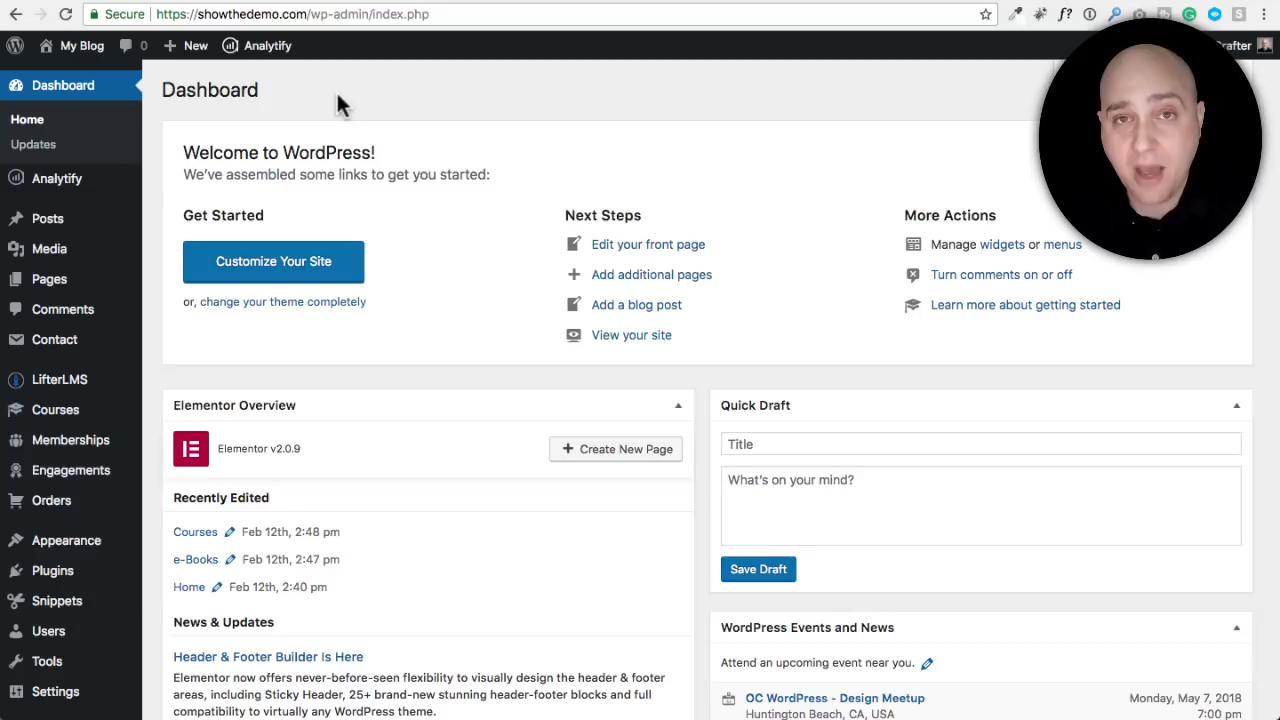 Secure https://showthedemo.com/wp-admin/index.php
My Blog 0 New Analytify
Dashboard
Home
Updates
Analytify
Posts
Media
Pages
Comments
Contact
LifterLMS
Courses
Memberships
Engagements
Orders
Appearance
Plugins
Snippets
Users
Tools
Settings
Dashboard
Welcome to WordPress!
We've assembled some links to get you started:
Get Started
Customize Your Site
or, change your theme completely
Next Steps
Edit your front page
Add additional pages
Add a blog post
View your site
More Actions
Manage widgets or menus
Turn comments on or off
Learn more about getting started
Elementor Overview
Elementor v2.0.9
+ Create New Page
Recently Edited
Courses Feb 12th, 2:48 pm
e-Books Feb 12th, 2:47 pm
Home Feb 12th, 2:40 pm
News & Updates
Header & Footer Builder Is Here
Elementor now offers never-before-seen flexibility to visually design the header & footer
areas, including Sticky Header, 25+ brand-new stunning header-footer blocks and full
compatibility to virtually any WordPress theme.
Quick Draft
Title
What's on your mind?
Save Draft
WordPress Events and News
Attend an upcoming event near you.
OC WordPress - Design Meetup Monday, May 7, 2018
Huntington Beach, CA, USA 7:00 pm